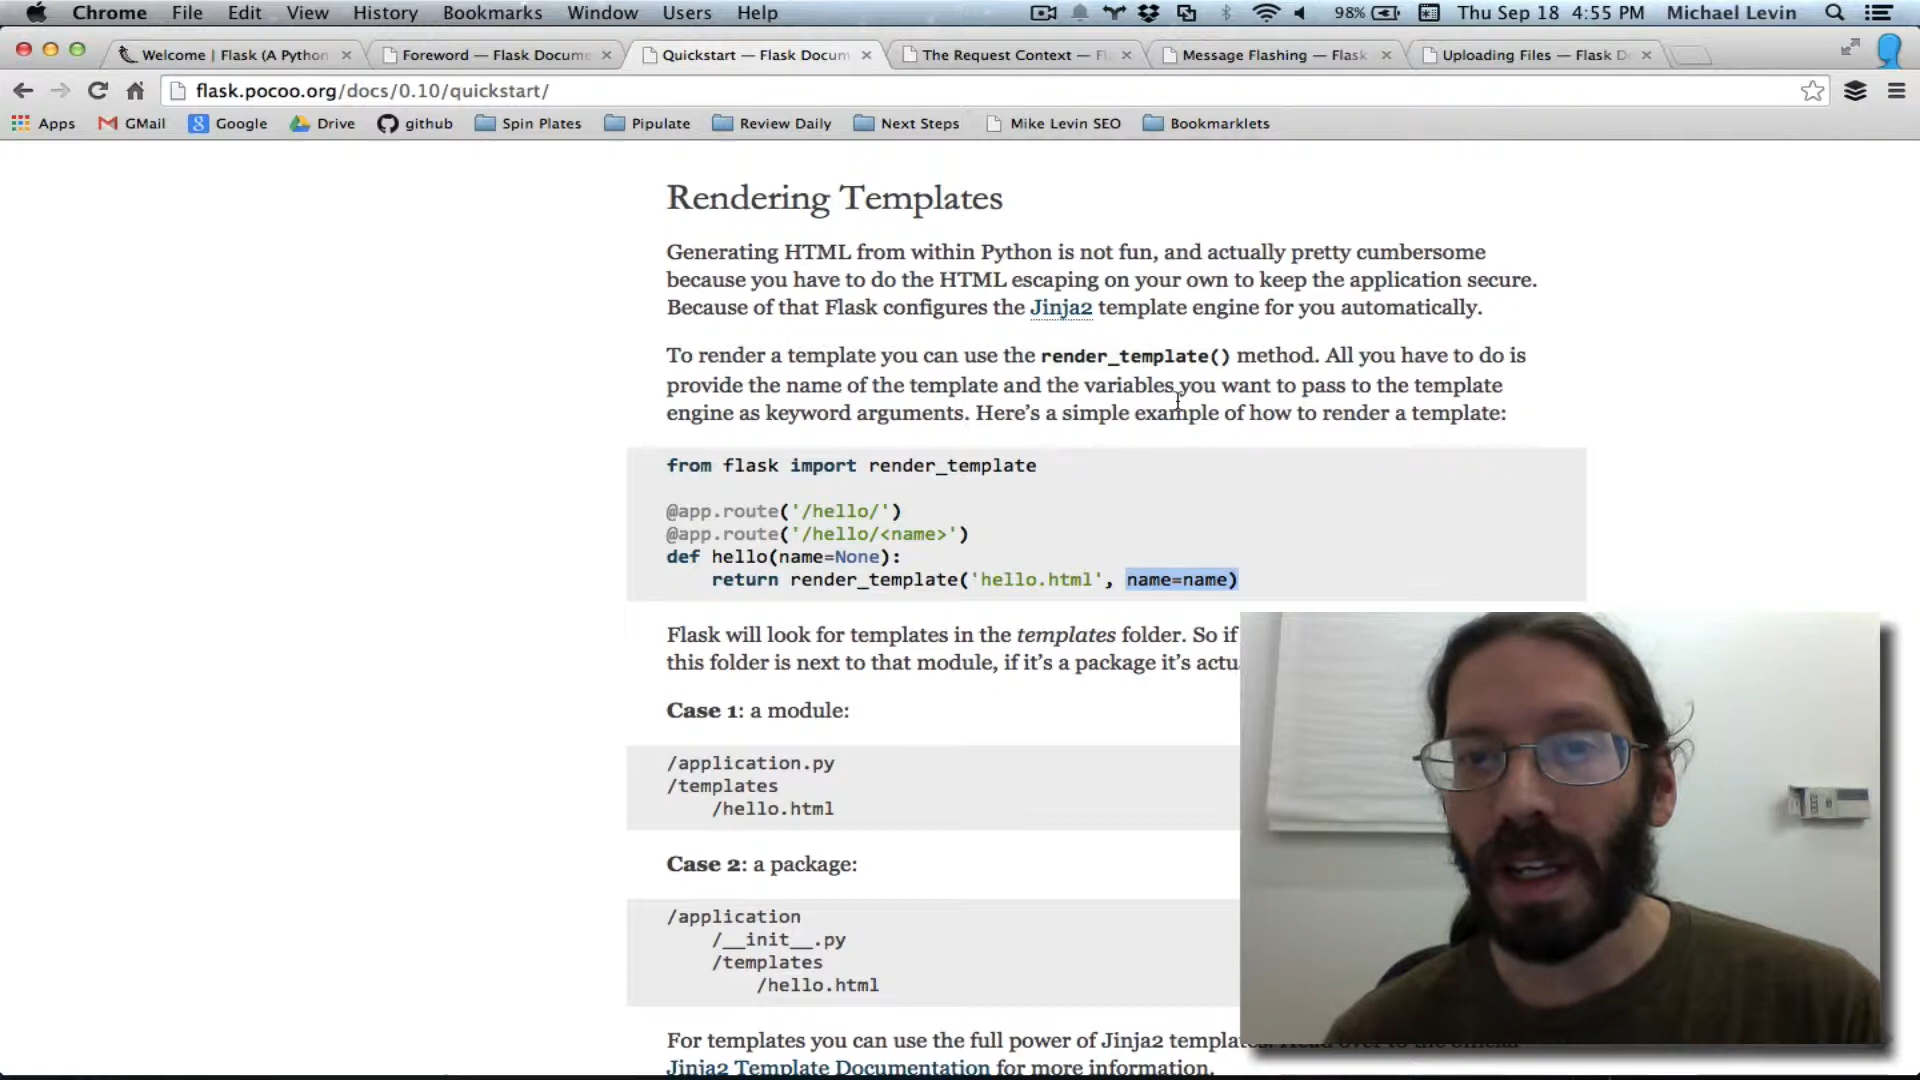 Chrome File Edit View History Bookmarks Window Users Help 98% Thu Sep 18 4:55 PM Michael Levin
Welcome | Flask (A Python Foreword — Flask Docume Quickstart — Flask Docum The Request Context — Message Flashing — Flask Uploading Files — Flask D
flask.pocoo.org/docs/0.10/quickstart/
Apps GMail Google Drive github Spin Plates Pipulate Review Daily Next Steps Mike Levin SEO Bookmarklets
Rendering Templates
Generating HTML from within Python is not fun, and actually pretty cumbersome
because you have to do the HTML escaping on your own to keep the application secure.
Because of that Flask configures the Jinja2 template engine for you automatically.
To render a template you can use the render_template() method. All you have to do is
provide the name of the template and the variables you want to pass to the template
engine as keyword arguments. Here’s a simple example of how to render a template:
from flask import render_template
@app.route('/hello/')
@app.route('/hello/<name>')
def hello(name=None):
return render_template('hello.html', name=name)
Flask will look for templates in the templates folder. So if
this folder is next to that module, if it’s a package it’s actu
Case 1: a module:
/application.py
/templates
/hello.html
Case 2: a package:
/application
/__init__.py
/templates
/hello.html
For templates you can use the full power of Jinja2 templates. Head over to the official
Jinja2 Template Documentation for more information.